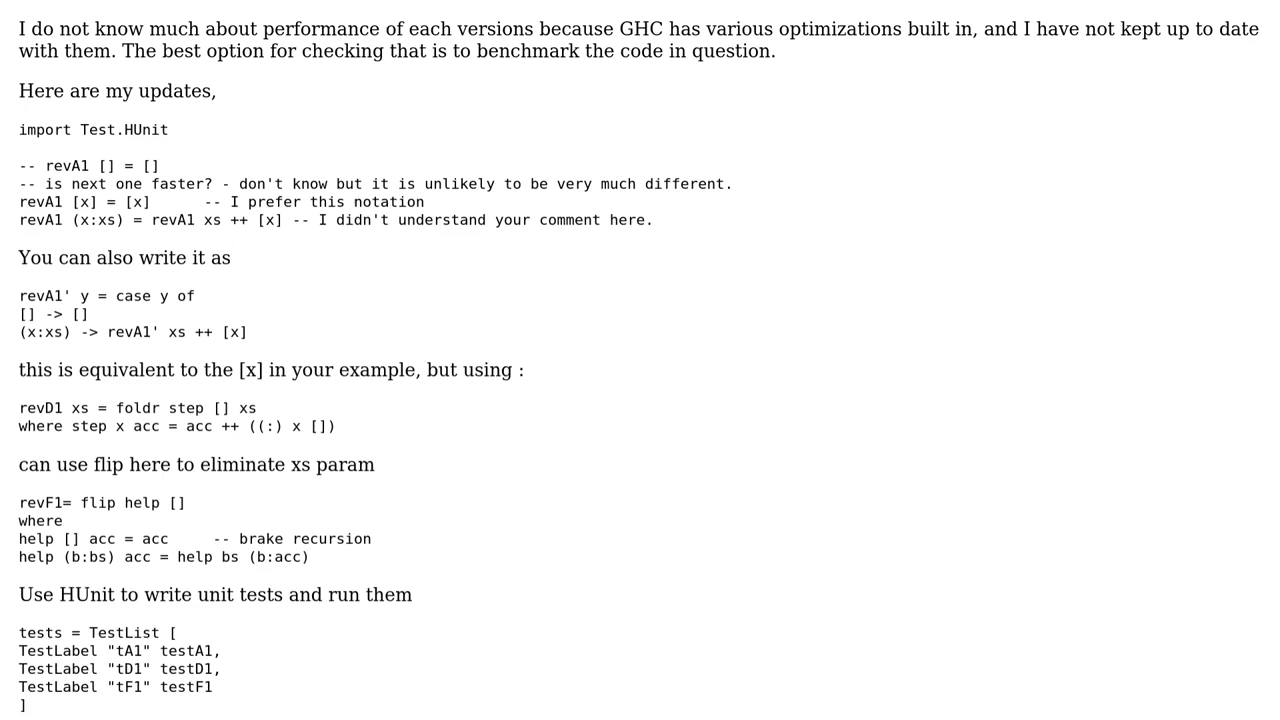 I do not know much about performance of each versions because GHC has various optimizations built in, and I have not kept up to date
with them. The best option for checking that is to benchmark the code in question.
Here are my updates,
import Test.HUnit
-- revA1 [] = []
-- is next one faster? - don't know but it is unlikely to be very much different.
revA1 [x] = [x]      -- I prefer this notation
revA1 (x:xs) = revA1 xs ++ [x] -- I didn't understand your comment here.
You can also write it as
revA1' y = case y of
[] -> []
(x:xs) -> revA1' xs ++ [x]
this is equivalent to the [x] in your example, but using :
revD1 xs = foldr step [] xs
where step x acc = acc ++ ((:) x [])
can use flip here to eliminate xs param
revF1= flip help []
where
help [] acc = acc     -- brake recursion
help (b:bs) acc = help bs (b:acc)
Use HUnit to write unit tests and run them
tests = TestList [
TestLabel "tA1" testA1,
TestLabel "tD1" testD1,
TestLabel "tF1" testF1
]